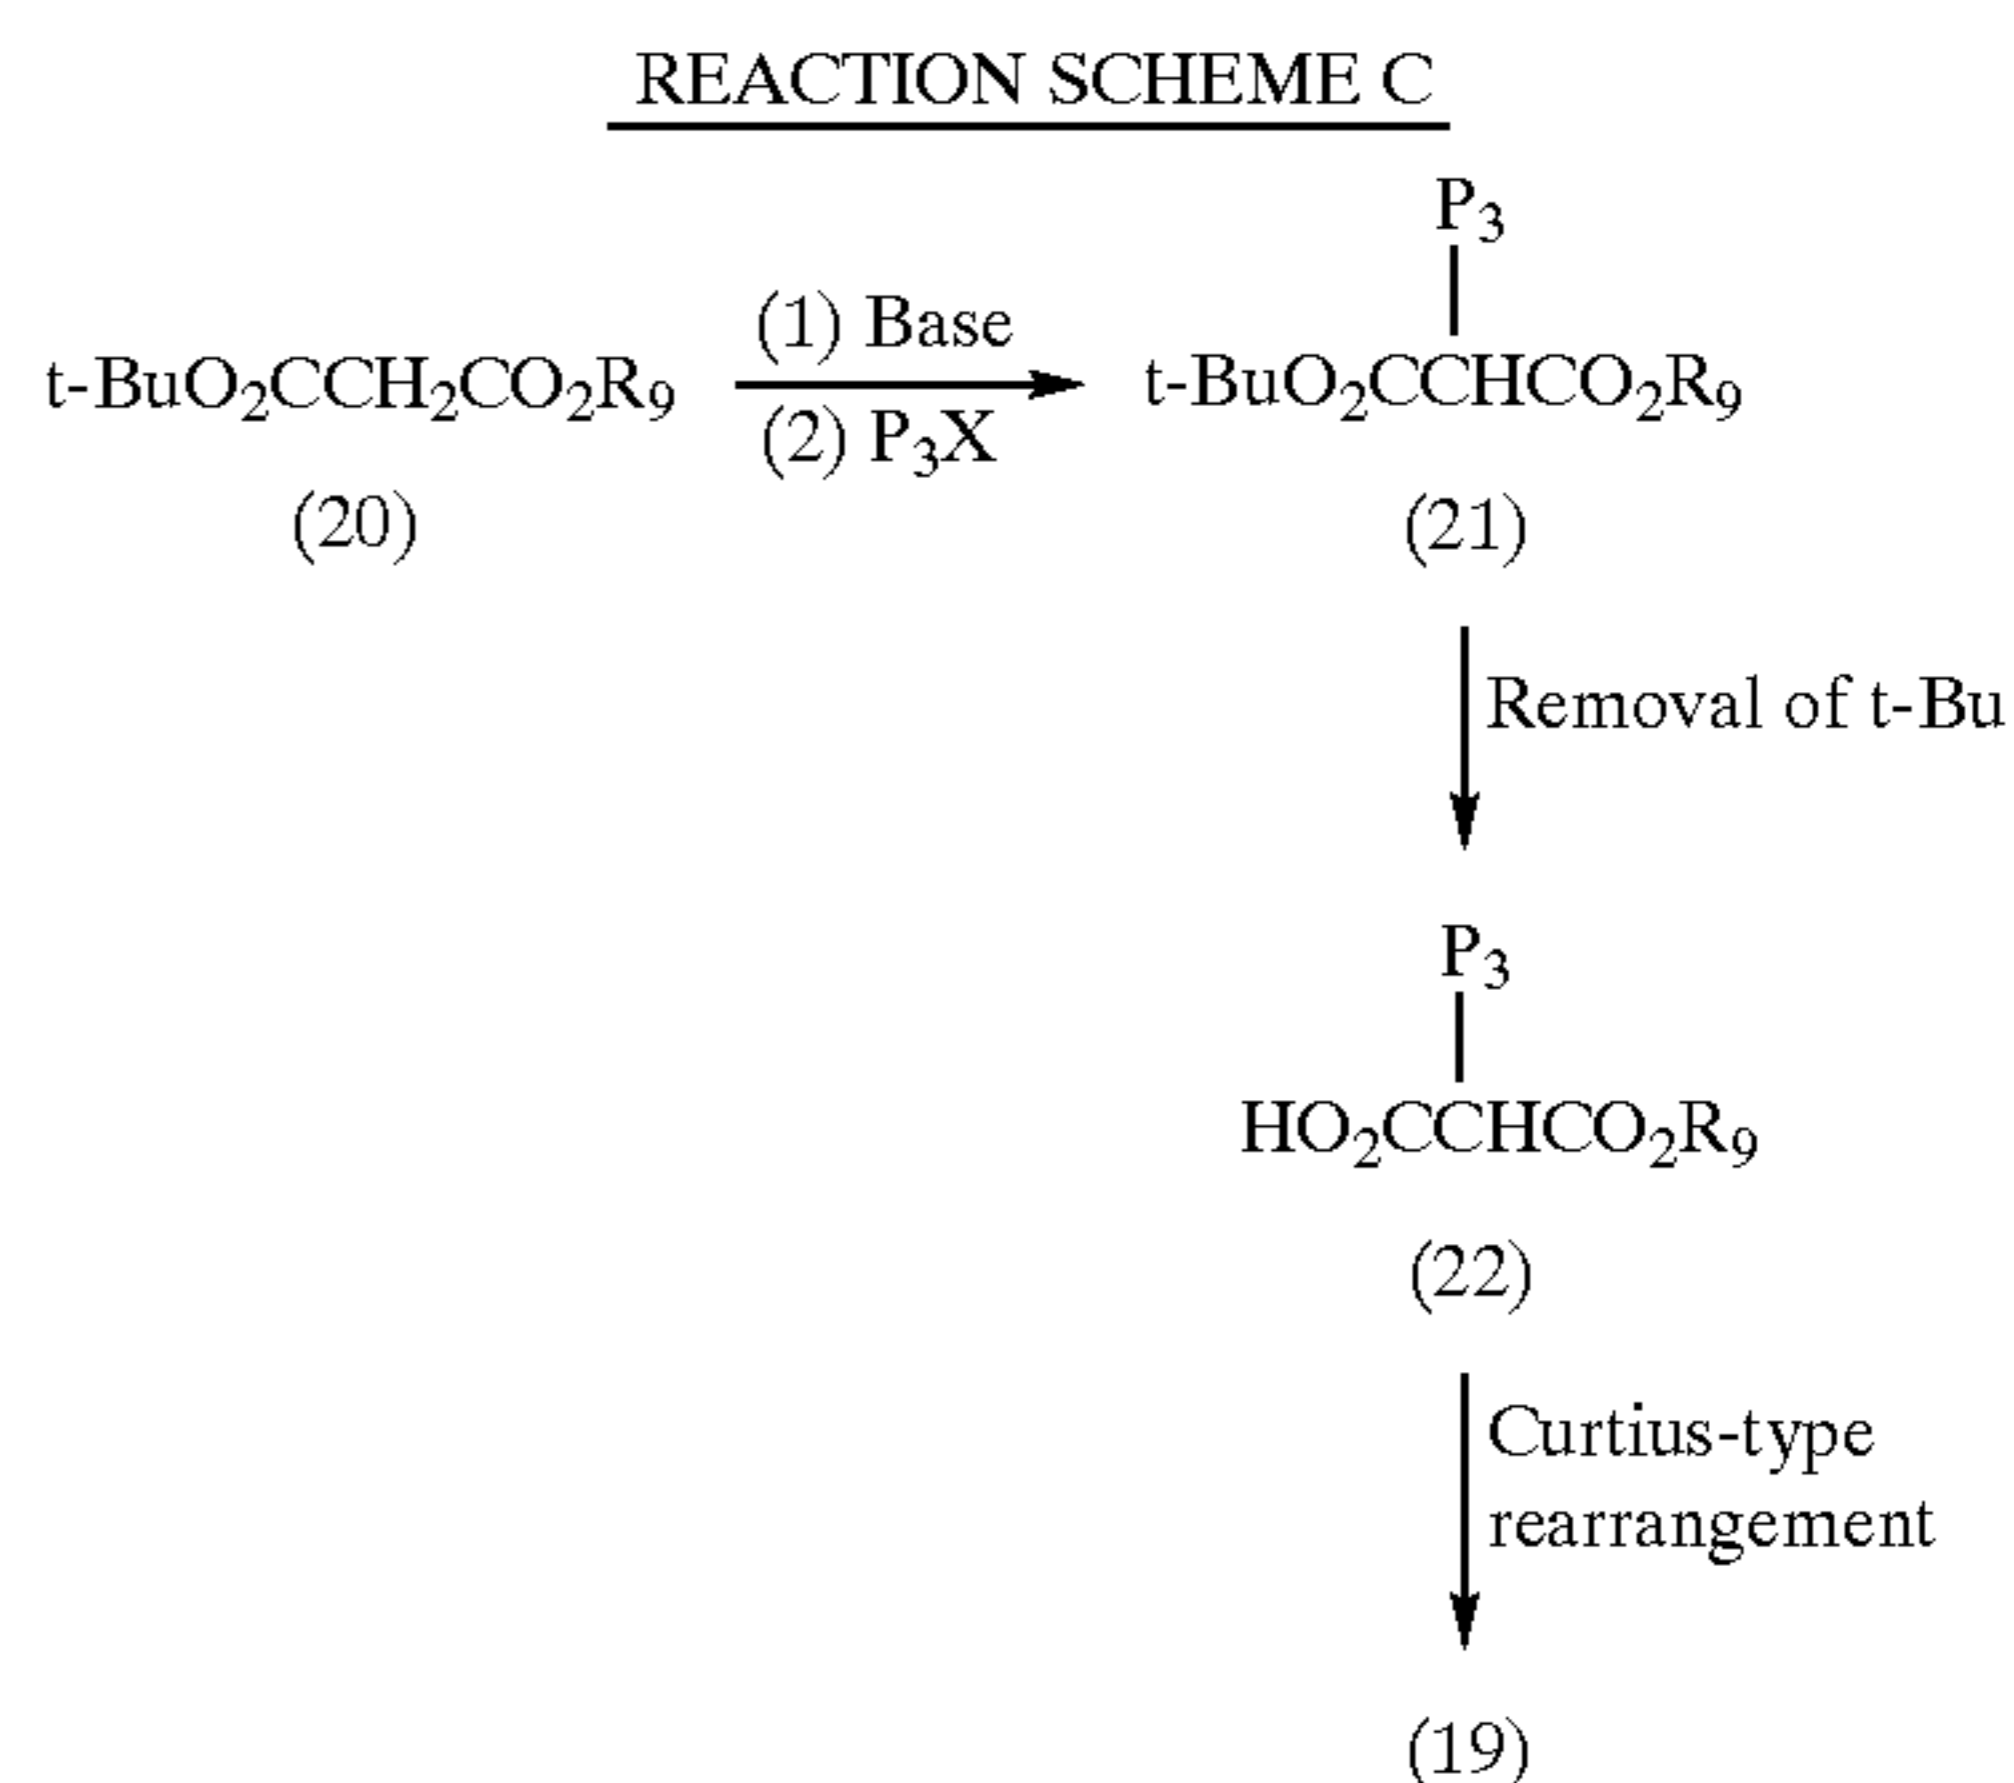 REACTION SCHEME C
t-BuO₂CCH₂CO₂R₉
(20)
(1) Base
(2) P₃X
P₃
t-BuO₂CCHCO₂R₉
(21)
Removal of t-Bu
P₃
HO₂CCHCO₂R₉
(22)
Curtius-type
rearrangement
(19)